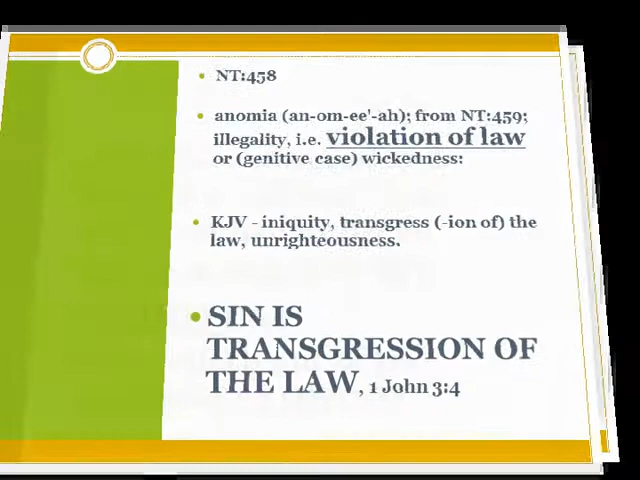 NT:458
anomia (an-om-ee'-ah); from NT:459;
illegality, i.e. violation of law
or (genitive case) wickedness:
KJV - iniquity, transgress (-ion of) the
law, unrighteousness.
SIN IS
TRANSGRESSION OF
THE LAW, 1 John 3:4